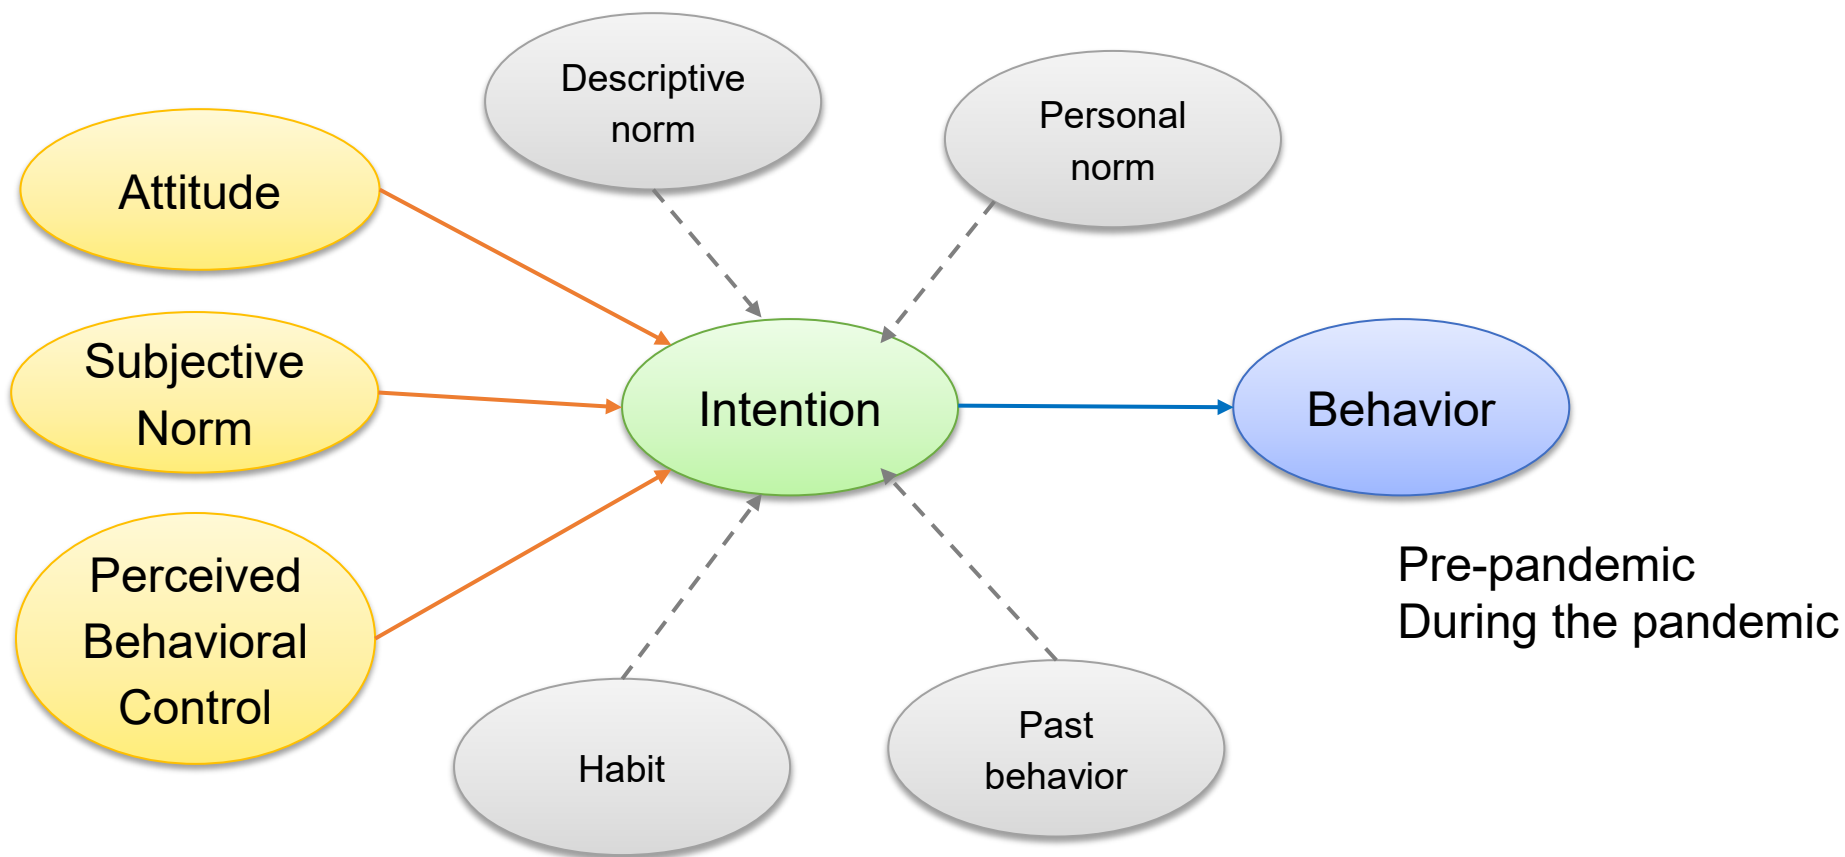 Descriptive
norm
Personal
norm
Attitude
Subjective
Norm
Intention
Behavior
Perceived
Behavioral
Control
Pre-pandemic
During the pandemic
Habit
Past
behavior